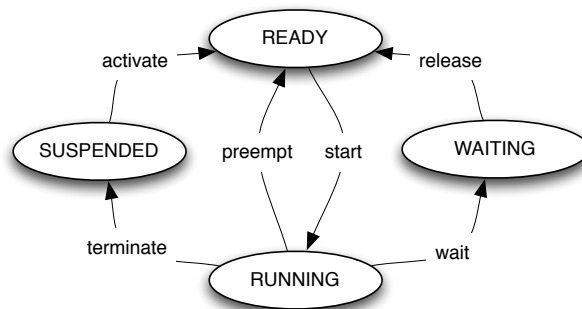 READY
activate
release
SUSPENDED
preempt
start
WAITING
terminate
wait
RUNNING